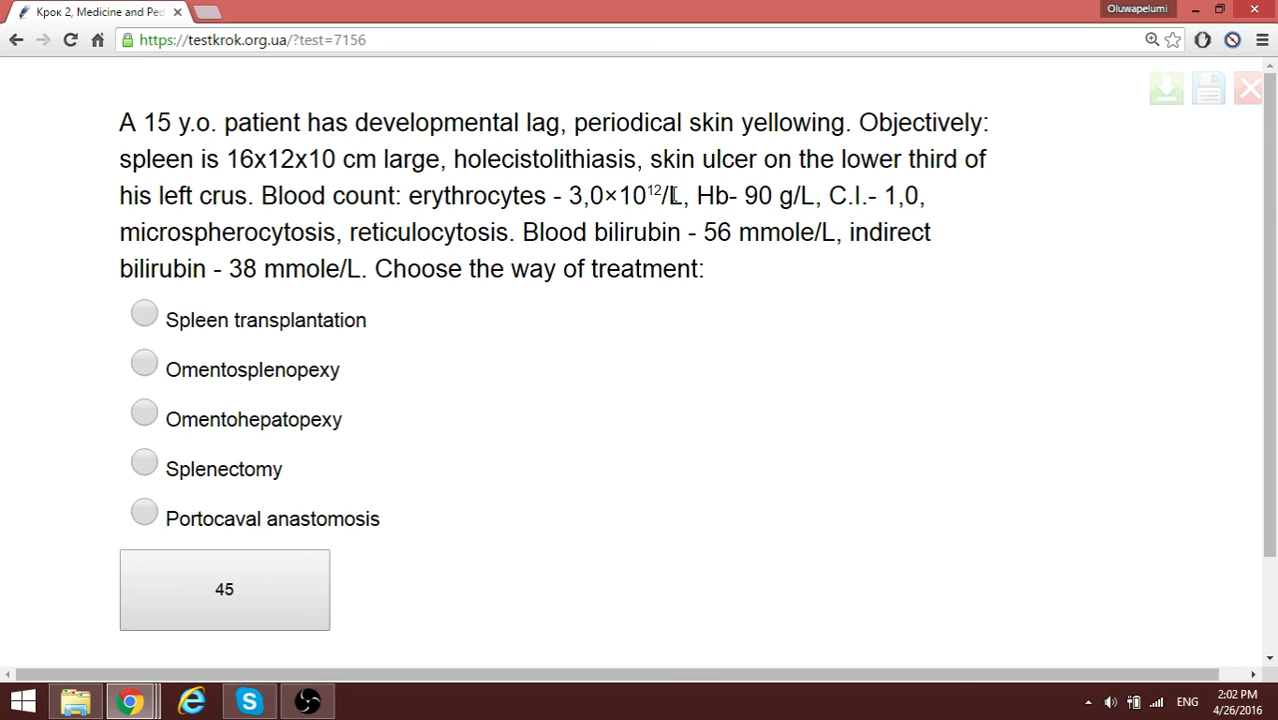 Крок 2, Medicine and Ped
Oluwapelumi
https://testkrok.org.ua/?test=7156
A 15 y.o. patient has developmental lag, periodical skin yellowing. Objectively:
spleen is 16x12x10 cm large, holecistolithiasis, skin ulcer on the lower third of
his left crus. Blood count: erythrocytes - 3,0×10¹²/L, Hb- 90 g/L, C.I.- 1,0,
microspherocytosis, reticulocytosis. Blood bilirubin - 56 mmole/L, indirect
bilirubin - 38 mmole/L. Choose the way of treatment:
Spleen transplantation
Omentosplenopexy
Omentohepatopexy
Splenectomy
Portocaval anastomosis
45
ENG
2:02 PM
4/26/2016